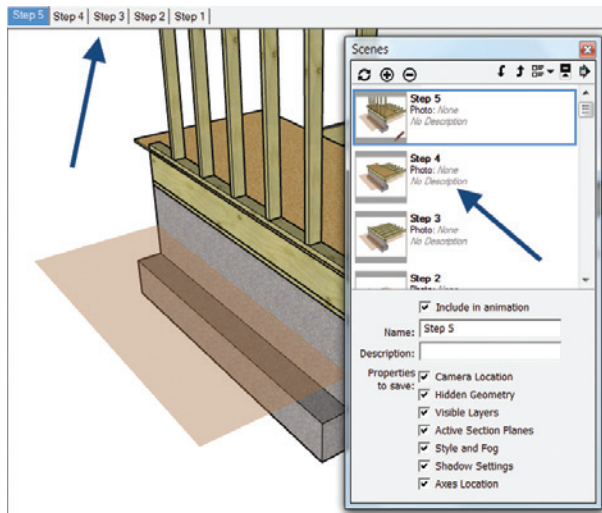 Step 5 Step 4 Step 3 Step 2 Step 1
Scenes
Step 5
Photo: None
No Description
Step 4
Photo: None
No Description
Step 3
Photo: None
No Description
Step 2
Include in animation
Name: Step 5
Description:
Properties to save:
Camera Location
Hidden Geometry
Visible Layers
Active Section Planes
Style and Fog
Shadow Settings
Axes Location